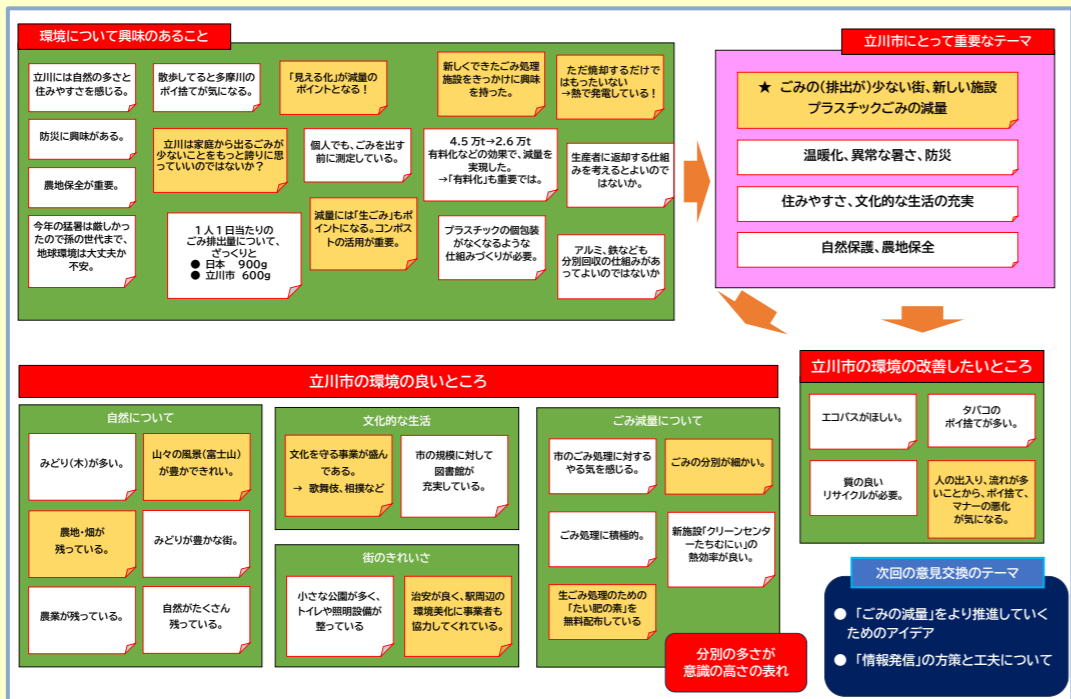 環境について興味のあること
立川には自然の多さと
住みやすさを感じる。
散歩してると多摩川の
ポイ捨てが気になる。
「見える化」が減量の
ポイントとなる！
新しくできたごみ処理
施設をきっかけに興味
を持った。
ただ焼却するだけで
はもったいない
→熱で発電している！
防災に興味がある。
立川は家庭から出るごみが
少ないことをもっと誇りに思
っていいのではないか？
個人でも、ごみを出す
前に測定している。
4.5万t→2.6万t
有料化などの効果で、減量を
実現した。
→「有料化」も重要では。
生産者に返却する仕組
みを考えるとよいので
はないか。
農地保全が重要。
今年の猛暑は厳しかっ
たので孫の世代まで、
地球環境は大丈夫か
不安。
1人1日当たりの
ごみ排出量について、
ざっくりと
● 日本 900g
● 立川市 600g
減量には「生ごみ」もポ
イントになる。コンポス
トの活用が重要。
プラスチックの個包装
がなくなるような
仕組みづくりが必要。
アルミ、鉄なども
分別回収の仕組みがあ
ってよいのではないか
立川市にとって重要なテーマ
★ ごみの(排出が)少ない街、新しい施設
プラスチックごみの減量
温暖化、異常な暑さ、防災
住みやすさ、文化的な生活の充実
自然保護、農地保全
立川市の環境の良いところ
自然について
みどり(木)が多い。
山々の風景(富士山)
が豊かできれい。
農地・畑が
残っている。
みどりが豊かな街。
農業が残っている。
自然がたくさん
残っている。
文化的な生活
文化を守る事業が盛ん
である。
→ 歌舞伎、相撲など
市の規模に対して
図書館が
充実している。
街のきれいさ
小さな公園が多く、
トイレや照明設備が
整っている
治安が良く、駅周辺の
環境美化に事業者も
協力してくれている。
ごみ減量について
市のごみ処理に対する
やる気を感じる。
ごみの分別が細かい。
ごみ処理に積極的。
新施設「クリーンセンタ
ーたちむにぃ」の
熱効率が良い。
生ごみ処理のための
「たい肥の素」を
無料配布している
分別の多さが
意識の高さの表れ
立川市の環境の改善したいところ
エコバスがほしい。
タバコの
ポイ捨てが多い。
質の良い
リサイクルが必要。
人の出入り、流れが多
いことから、ポイ捨て、
マナーの悪化
が気になる。
次回の意見交換のテーマ
● 「ごみの減量」をより推進していく
ためのアイデア
● 「情報発信」の方策と工夫について